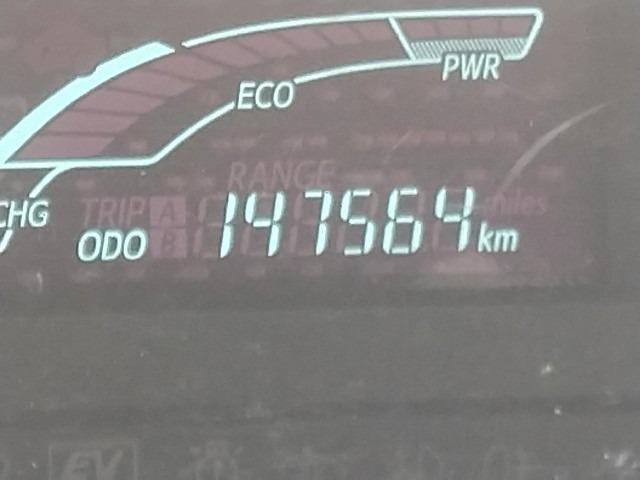 PWR
ECO
RANGE
CHG TRIP A miles
ODO B 147564 km
EV